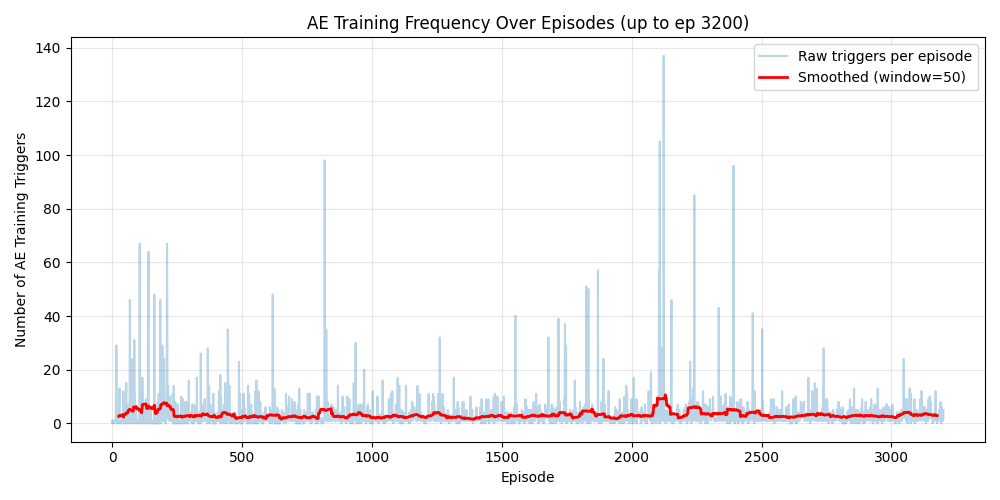 AE Training Frequency Over Episodes (up to ep 3200)
Raw triggers per episode
Smoothed (window=50)
Number of AE Training Triggers
140
120
100
80
60
40
20
0
0 500 1000 1500 2000 2500 3000
Episode